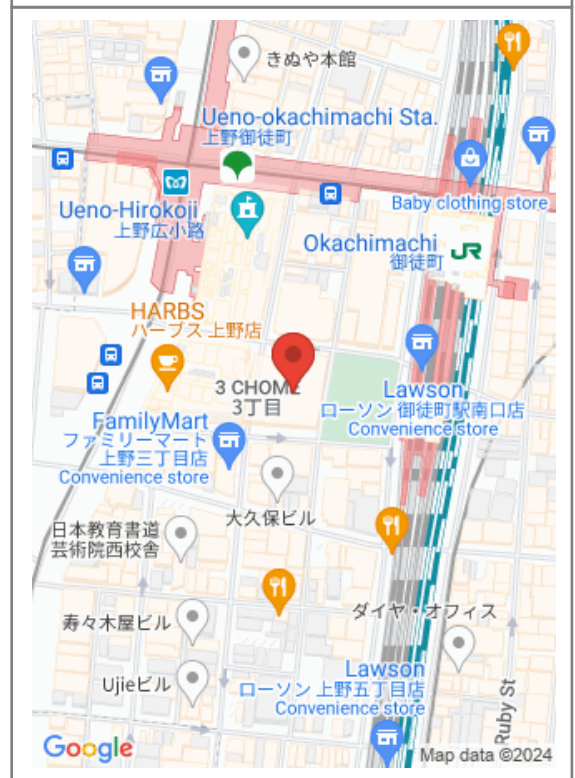 きぬや本館
Ueno-okachimachi Sta.
上野御徒町
Baby clothing store
Ueno-Hirokoji
上野広小路
Okachimachi
御徒町
JR
HARBS
ハーブス 上野店
3 CHOME
3丁目
Lawson
ローソン 御徒町駅南口店
Convenience store
FamilyMart
ファミリーマート
上野三丁目店
Convenience store
大久保ビル
日本教育書道
芸術院西校舎
寿々木屋ビル
ダイヤ・オフィス
Ujieビル
Lawson
ローソン 上野五丁目店
Convenience store
Ruby St
Google
Map data ©2024